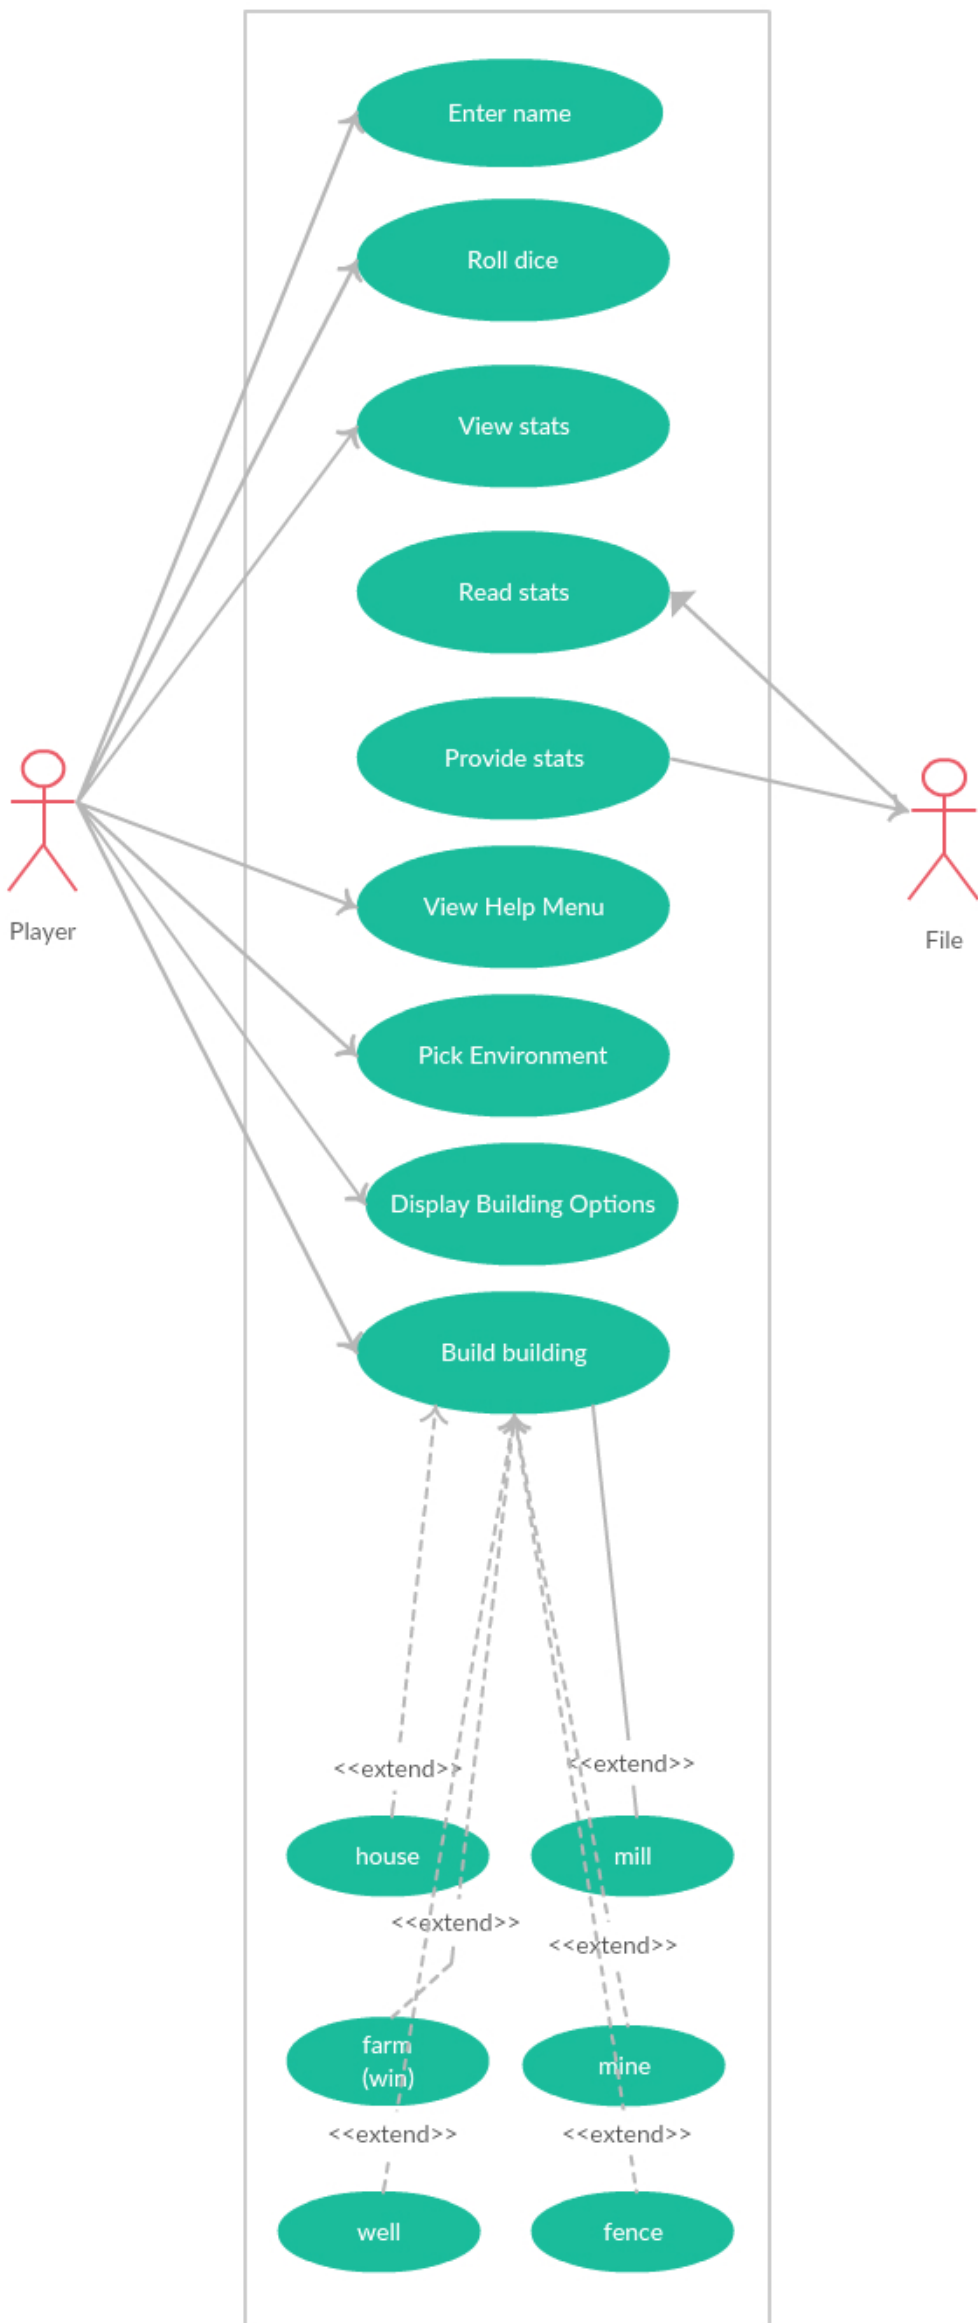 Enter name
Roll dice
View stats
Read stats
Provide stats
Player
View Help Menu
File
Pick Environment
Display Building Options
Build building
<<extend>>
<<extend>>
house
mill
<<extend>>
<<extend>>
farm
(win)
mine
<<extend>>
<<extend>>
well
fence